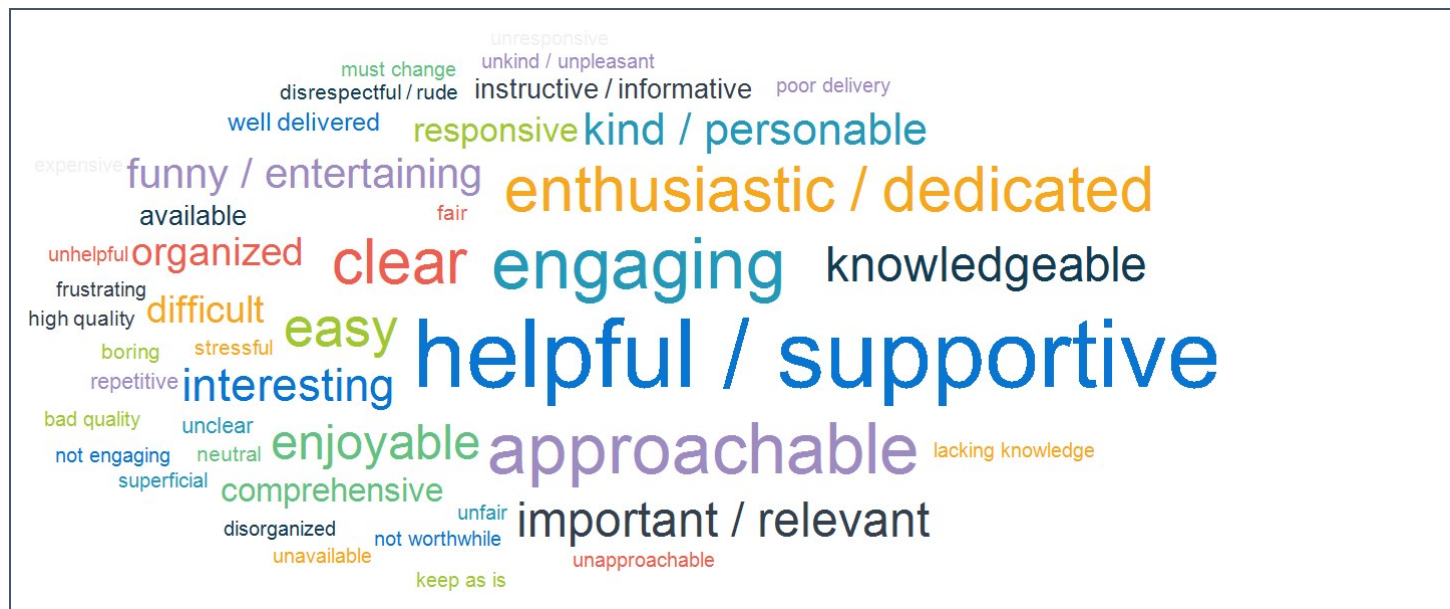 unresponsive
unkind / unpleasant
must change
disrespectful / rude
instructive / informative
poor delivery
well delivered
responsive
kind / personable
expensive
funny / entertaining
enthusiastic / dedicated
available
fair
unhelpful
organized
clear
engaging
knowledgeable
frustrating
high quality
difficult
easy
helpful / supportive
boring
stressful
repetitive
interesting
bad quality
unclear
not engaging
neutral
enjoyable
approachable
lacking knowledge
superficial
comprehensive
unfair
important / relevant
disorganized
not worthwhile
unavailable
unapproachable
keep as is